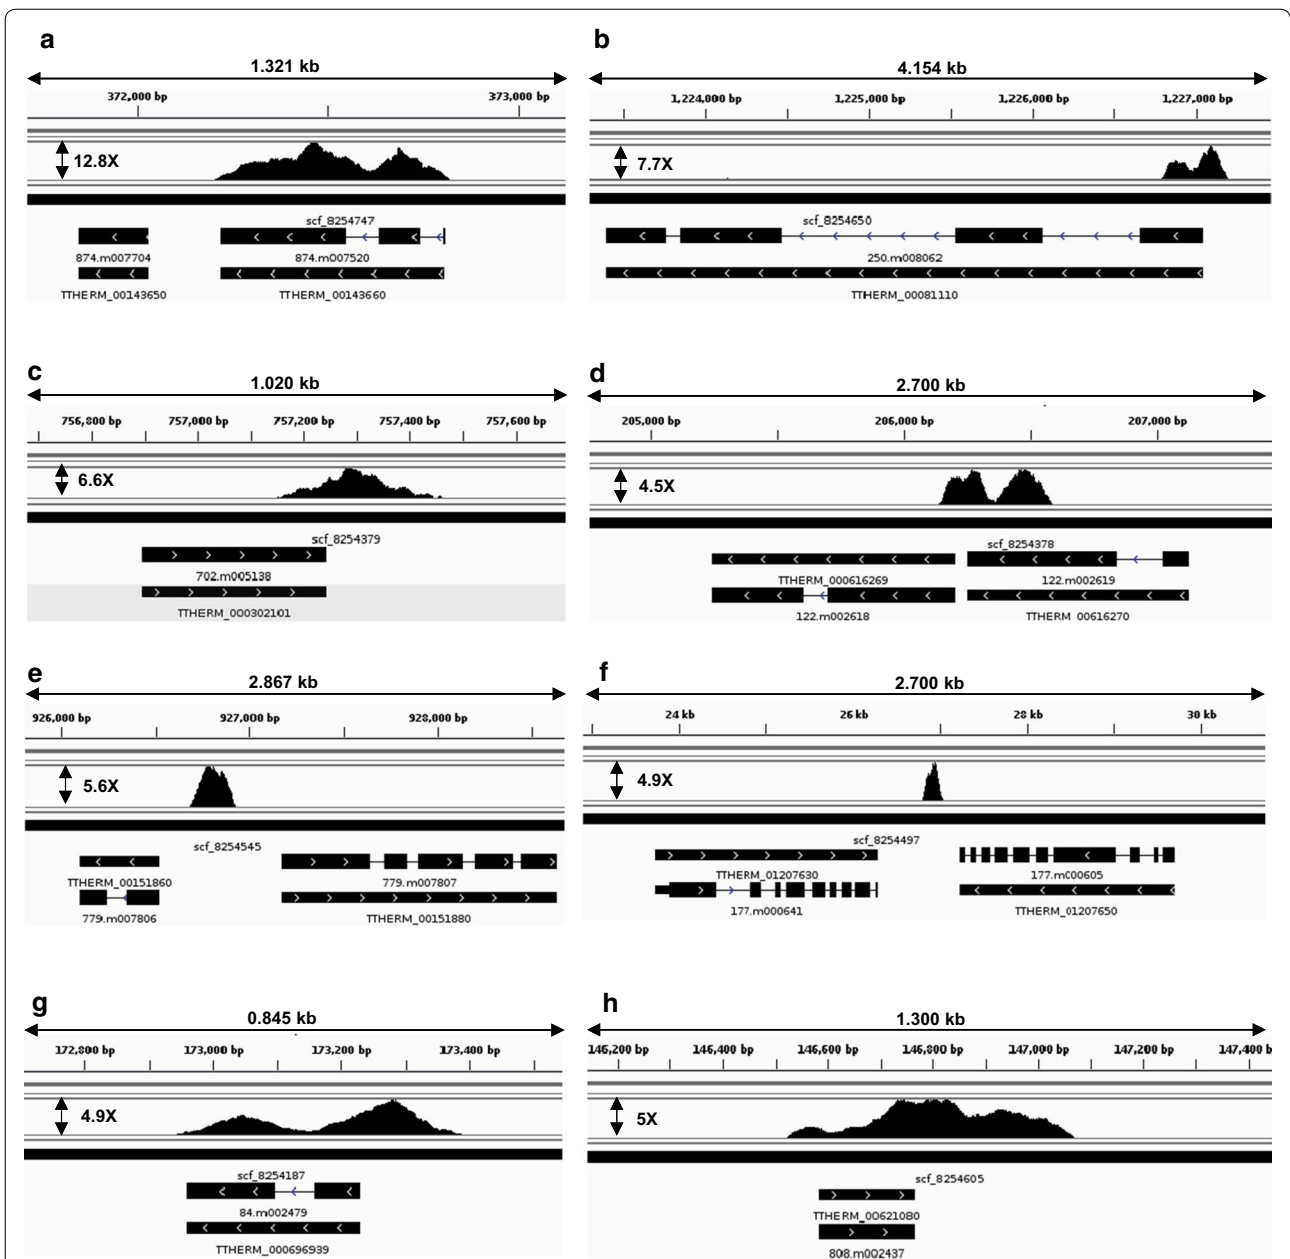 a
1.321 kb
372,000 bp 373,000 bp
12.8X
scf_8254747
874.m007704 874.m007520
TTHERM_00143650 TTHERM_00143660
b
4.154 kb
1,224,000 bp 1,225,000 bp 1,226,000 bp 1,227,000 bp
7.7X
scf_8254650
250.m008062
TTHERM_00081110
c
1.020 kb
756,800 bp 757,000 bp 757,200 bp 757,400 bp 757,600 bp
6.6X
scf_8254379
702.m005138
TTHERM_000302101
d
2.700 kb
205,000 bp 206,000 bp 207,000 bp
4.5X
scf_8254378
TTHERM_000616269 122.m002619
122.m002618 TTHERM_00616270
e
2.867 kb
926,000 bp 927,000 bp 928,000 bp
5.6X
scf_8254545
TTHERM_00151860 779.m007807
779.m007806 TTHERM_00151880
f
2.700 kb
24 kb 26 kb 28 kb 30 kb
4.9X
scf_8254497
TTHERM_01207630 177.m000605
177.m000641 TTHERM_01207650
g
0.845 kb
172,800 bp 173,000 bp 173,200 bp 173,400 bp
4.9X
scf_8254187
84.m002479
TTHERM_000696939
h
1.300 kb
146,200 bp 146,400 bp 146,600 bp 146,800 bp 147,000 bp 147,200 bp 147,400 b
5X
scf_8254605
TTHERM_00621080
808.m002437